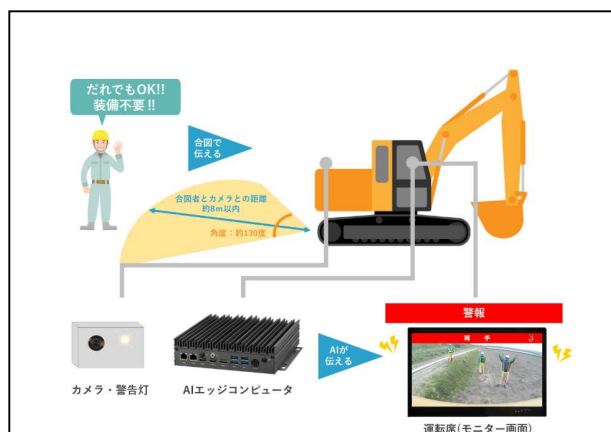 だれでもOK!!
装備不要!!
合図で
伝える
合図者とカメラとの距離
約8m以内
角度：約130度
警報
両 手
AIが
伝える
カメラ・警告灯
AIエッジコンピュータ
運転席(モニター画面)